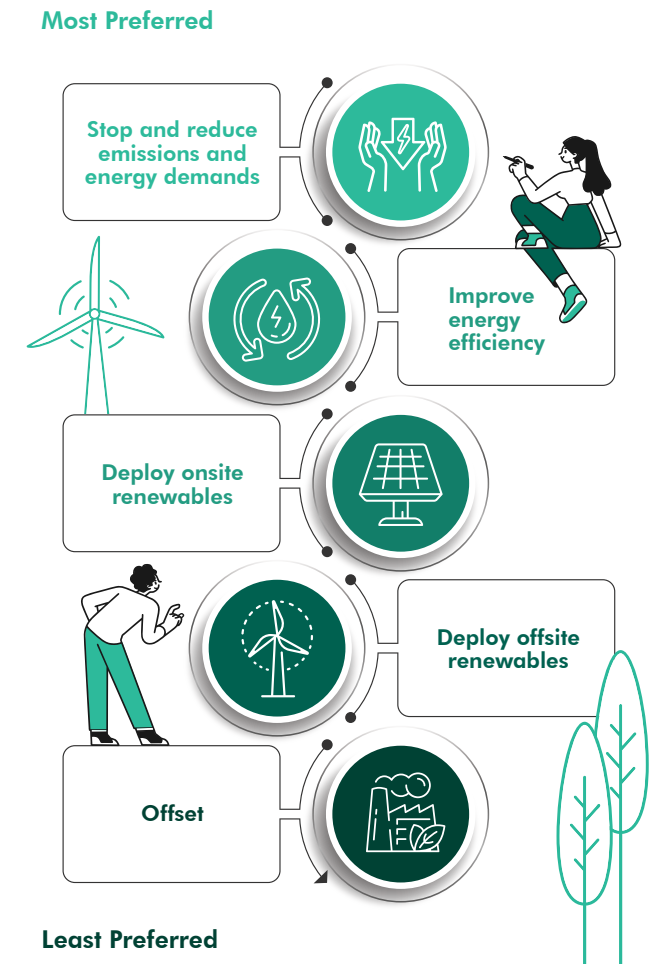 Most Preferred
Stop and reduce
emissions and
energy demands
Improve
energy
efficiency
Deploy onsite
renewables
Deploy offsite
renewables
Offset
Least Preferred